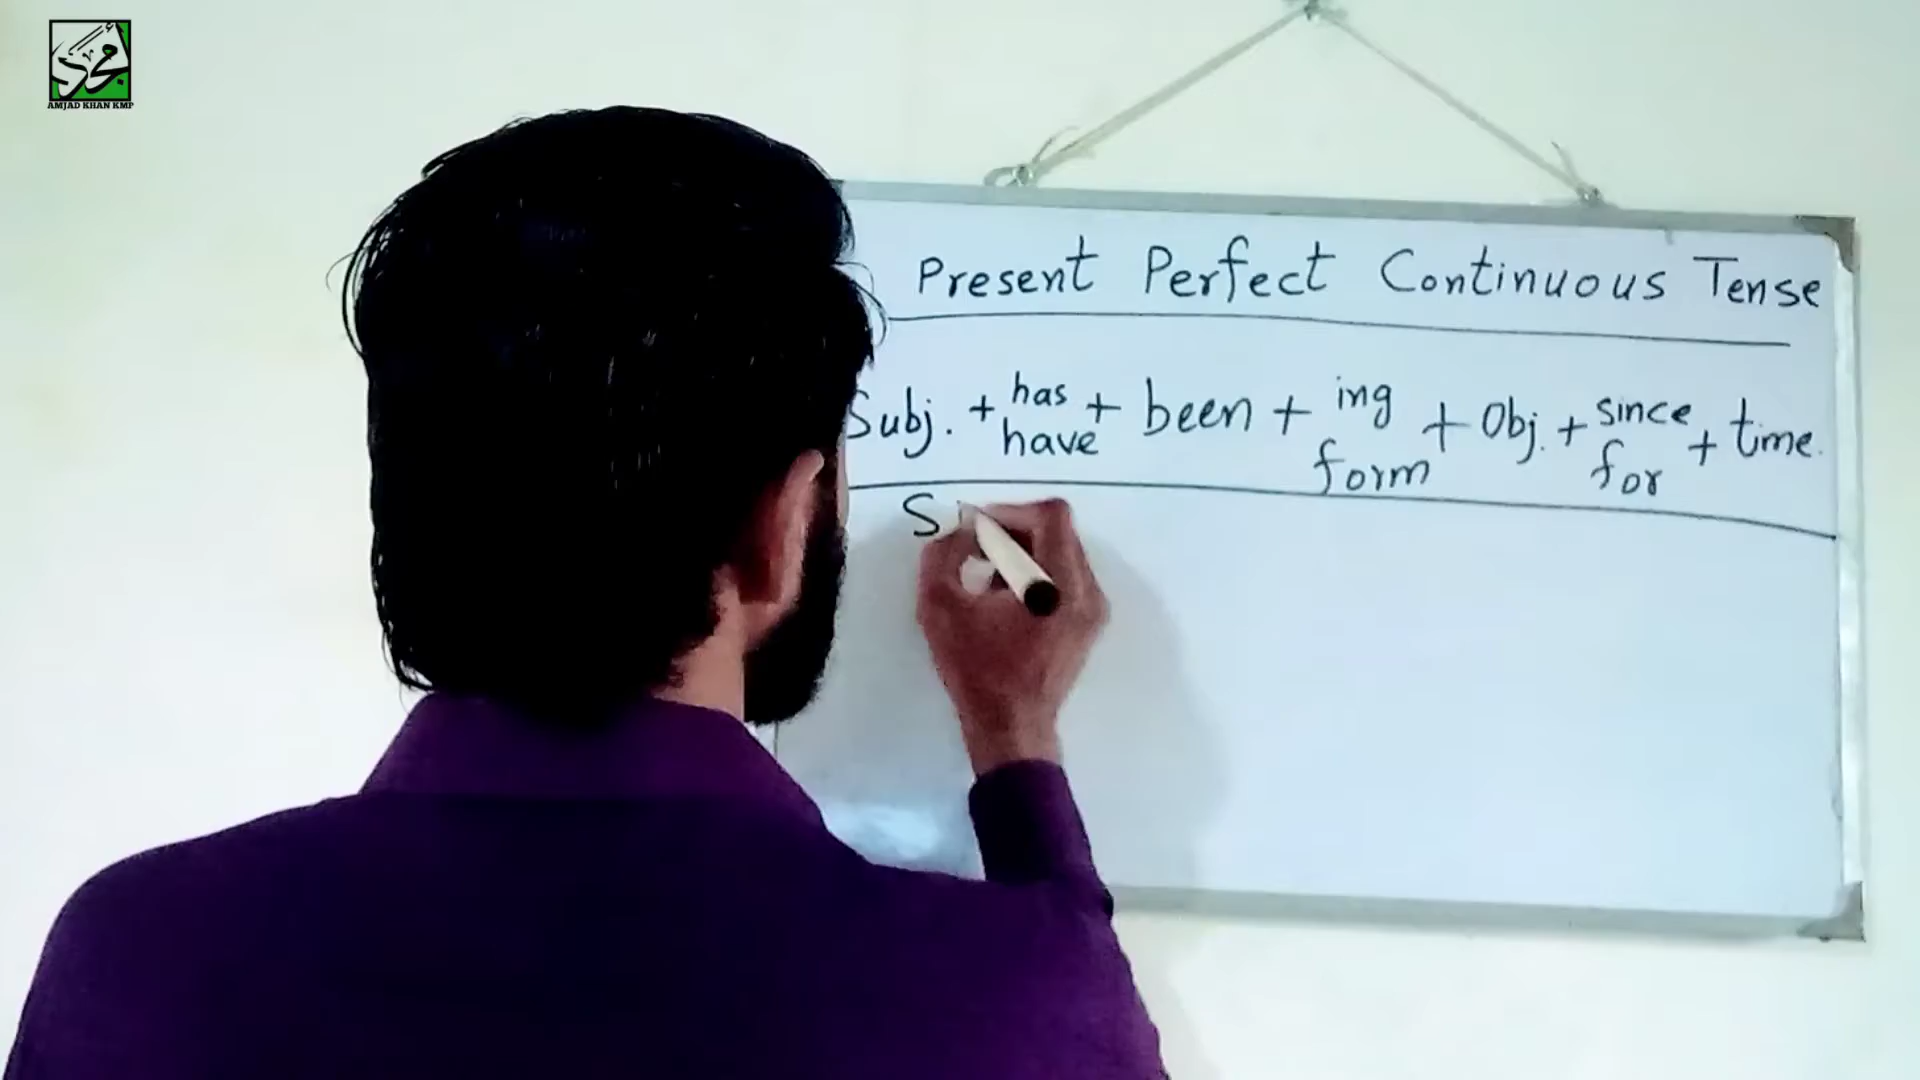 AMJAD KHAN KMP
Present Perfect Continuous Tense
Subj. + has have + been + ing form + Obj. + since for + time.
S